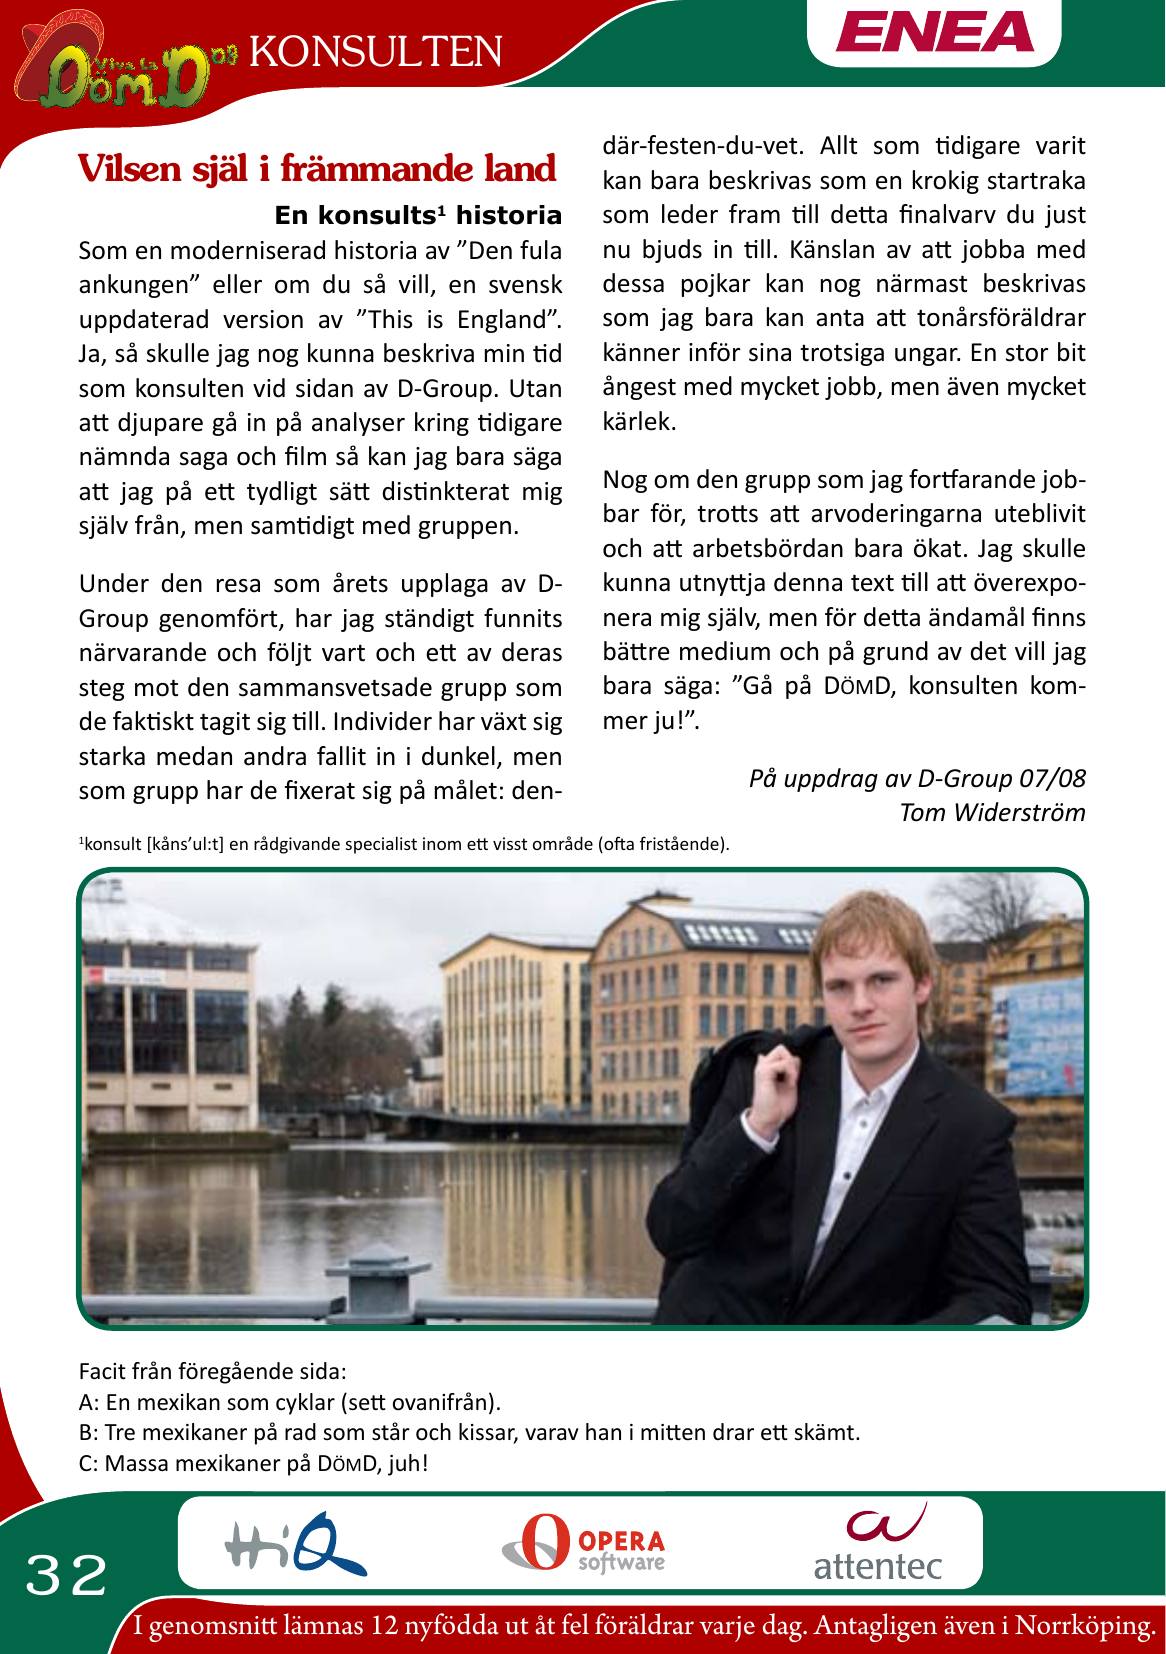 Viva la
DÖMD 08
KONSULTEN
ENEA
Vilsen själ i främmande land
En konsults¹ historia
Som en moderniserad historia av ”Den fula
ankungen” eller om du så vill, en svensk
uppdaterad version av ”This is England”.
Ja, så skulle jag nog kunna beskriva min tid
som konsulten vid sidan av D-Group. Utan
att djupare gå in på analyser kring tidigare
nämnda saga och film så kan jag bara säga
att jag på ett tydligt sätt distinkterat mig
själv från, men samtidigt med gruppen.
Under den resa som årets upplaga av D-
Group genomfört, har jag ständigt funnits
närvarande och följt vart och ett av deras
steg mot den sammansvetsade grupp som
de faktiskt tagit sig till. Individer har växt sig
starka medan andra fallit in i dunkel, men
som grupp har de fixerat sig på målet: den-
där-festen-du-vet. Allt som tidigare varit
kan bara beskrivas som en krokig startraka
som leder fram till detta finalvarv du just
nu bjuds in till. Känslan av att jobba med
dessa pojkar kan nog närmast beskrivas
som jag bara kan anta att tonårsföräldrar
känner inför sina trotsiga ungar. En stor bit
ångest med mycket jobb, men även mycket
kärlek.
Nog om den grupp som jag fortfarande job-
bar för, trotts att arvoderingarna uteblivit
och att arbetsbördan bara ökat. Jag skulle
kunna utnyttja denna text till att överexpo-
nera mig själv, men för detta ändamål finns
bättre medium och på grund av det vill jag
bara säga: ”Gå på DÖMD, konsulten kom-
mer ju!”.
På uppdrag av D-Group 07/08
Tom Widerström
¹konsult [kåns’ul:t] en rådgivande specialist inom ett visst område (ofta fristående).
Facit från föregående sida:
A: En mexikan som cyklar (sett ovanifrån).
B: Tre mexikaner på rad som står och kissar, varav han i mitten drar ett skämt.
C: Massa mexikaner på DÖMD, juh!
HiQ
OPERA
software
attentec
32
I genomsnitt lämnas 12 nyfödda ut åt fel föräldrar varje dag. Antagligen även i Norrköping.